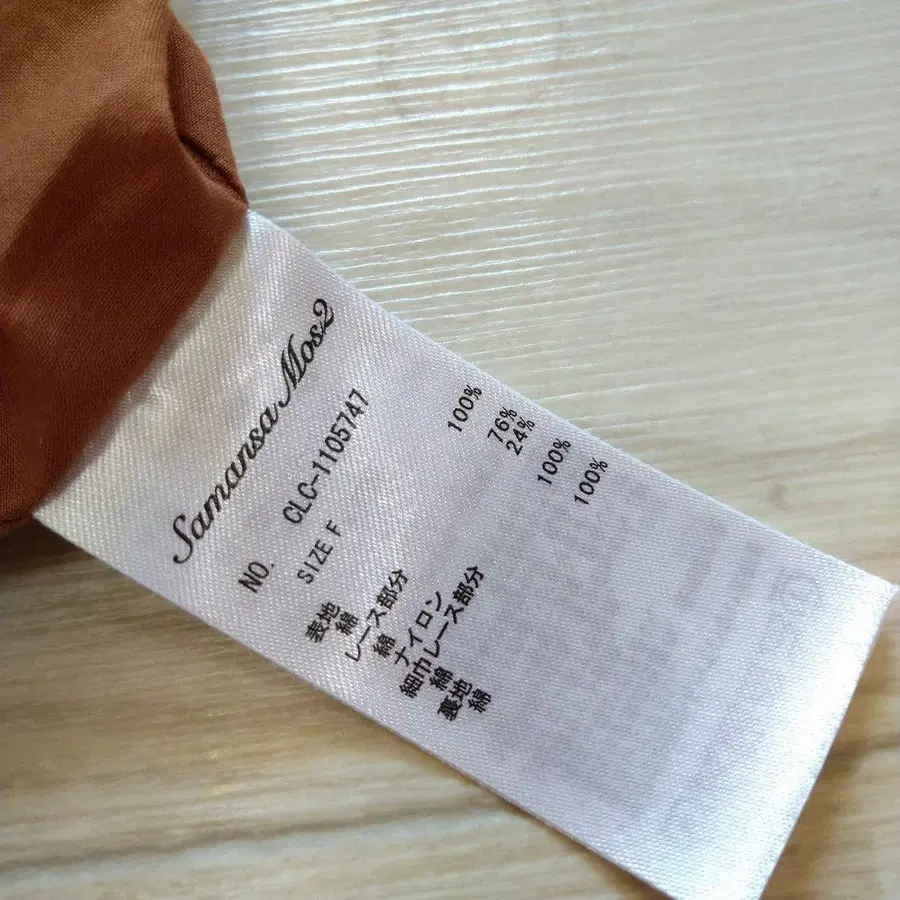 Samansa Mos2
NO. CLC-1105747
SIZE F
表地
綿 100%
レース部分
綿 76%
ナイロン 24%
細巾レース部分
綿 100%
裏地
綿 100%